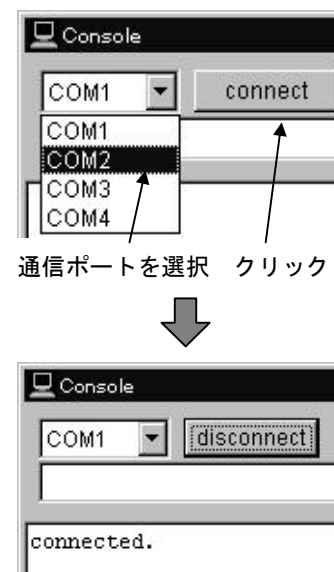 Console
COM1 connect
COM1
COM2
COM3
COM4
通信ポートを選択 クリック
Console
COM1 disconnect
connected.